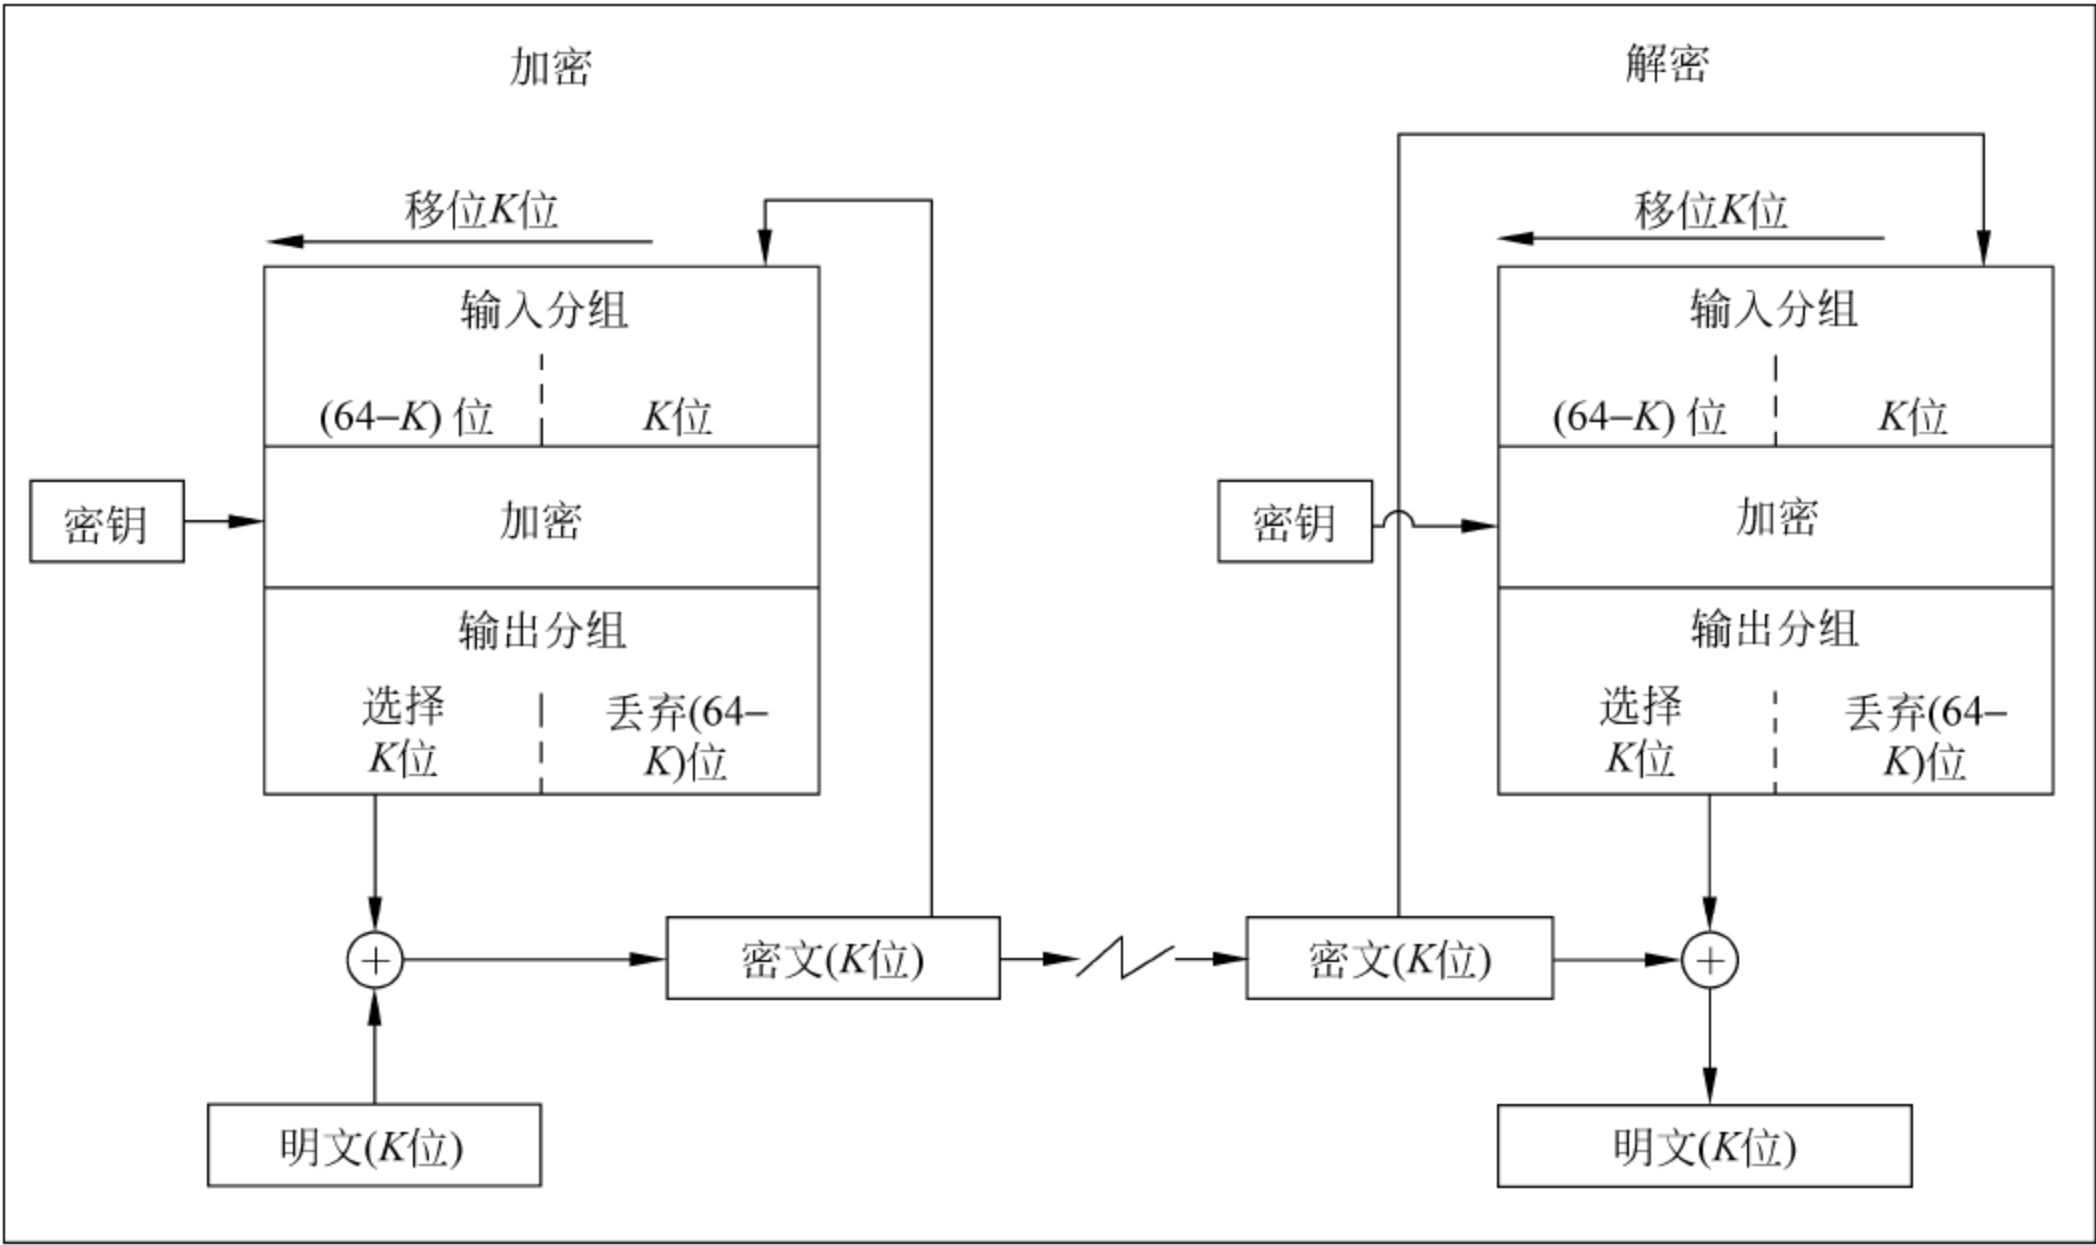 加密
移位K位
输入分组
(64–K) 位
K位
密钥
加密
输出分组
选择
K位
丢弃(64–
K)位
+
密文(K位)
明文(K位)
解密
移位K位
输入分组
(64–K) 位
K位
密钥
加密
输出分组
选择
K位
丢弃(64–
K)位
密文(K位)
+
明文(K位)